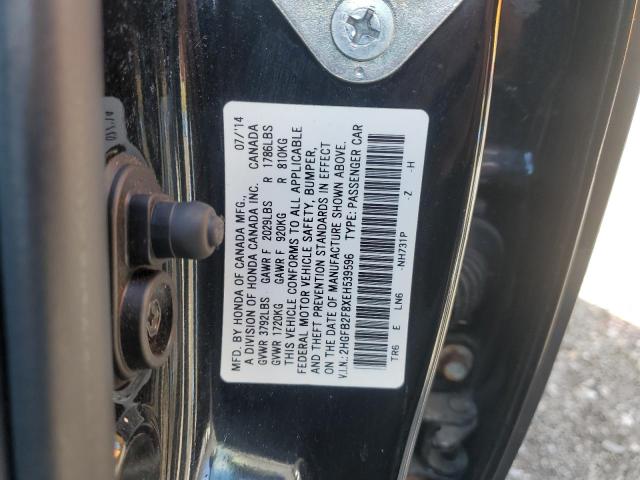 MFD. BY HONDA OF CANADA MFG., 07/'14
A DIVISION OF HONDA CANADA INC. CANADA
GVWR 3792LBS GAWR F 2029LBS R 1786LBS
GVWR 1720KG GAWR F 920KG R 810KG
THIS VEHICLE CONFORMS TO ALL APPLICABLE
FEDERAL MOTOR VEHICLE SAFETY, BUMPER,
AND THEFT PREVENTION STANDARDS IN EFFECT
ON THE DATE OF MANUFACTURE SHOWN ABOVE.
V.I.N.: 2HGFB2F8XEH539596 TYPE: PASSENGER CAR
TR6 E LN6 -NH731P -Z -H